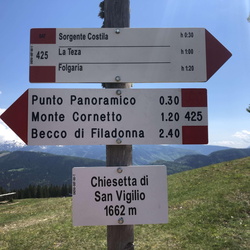 Sorgente Costila h 0.30
425 La Teza h 1.00
Folgaria h 1.20
Punto Panoramico 0.30
Monte Cornetto 1.20 425
Becco di Filadonna 2.40
Chiesetta di
San Vigilio
1662 m